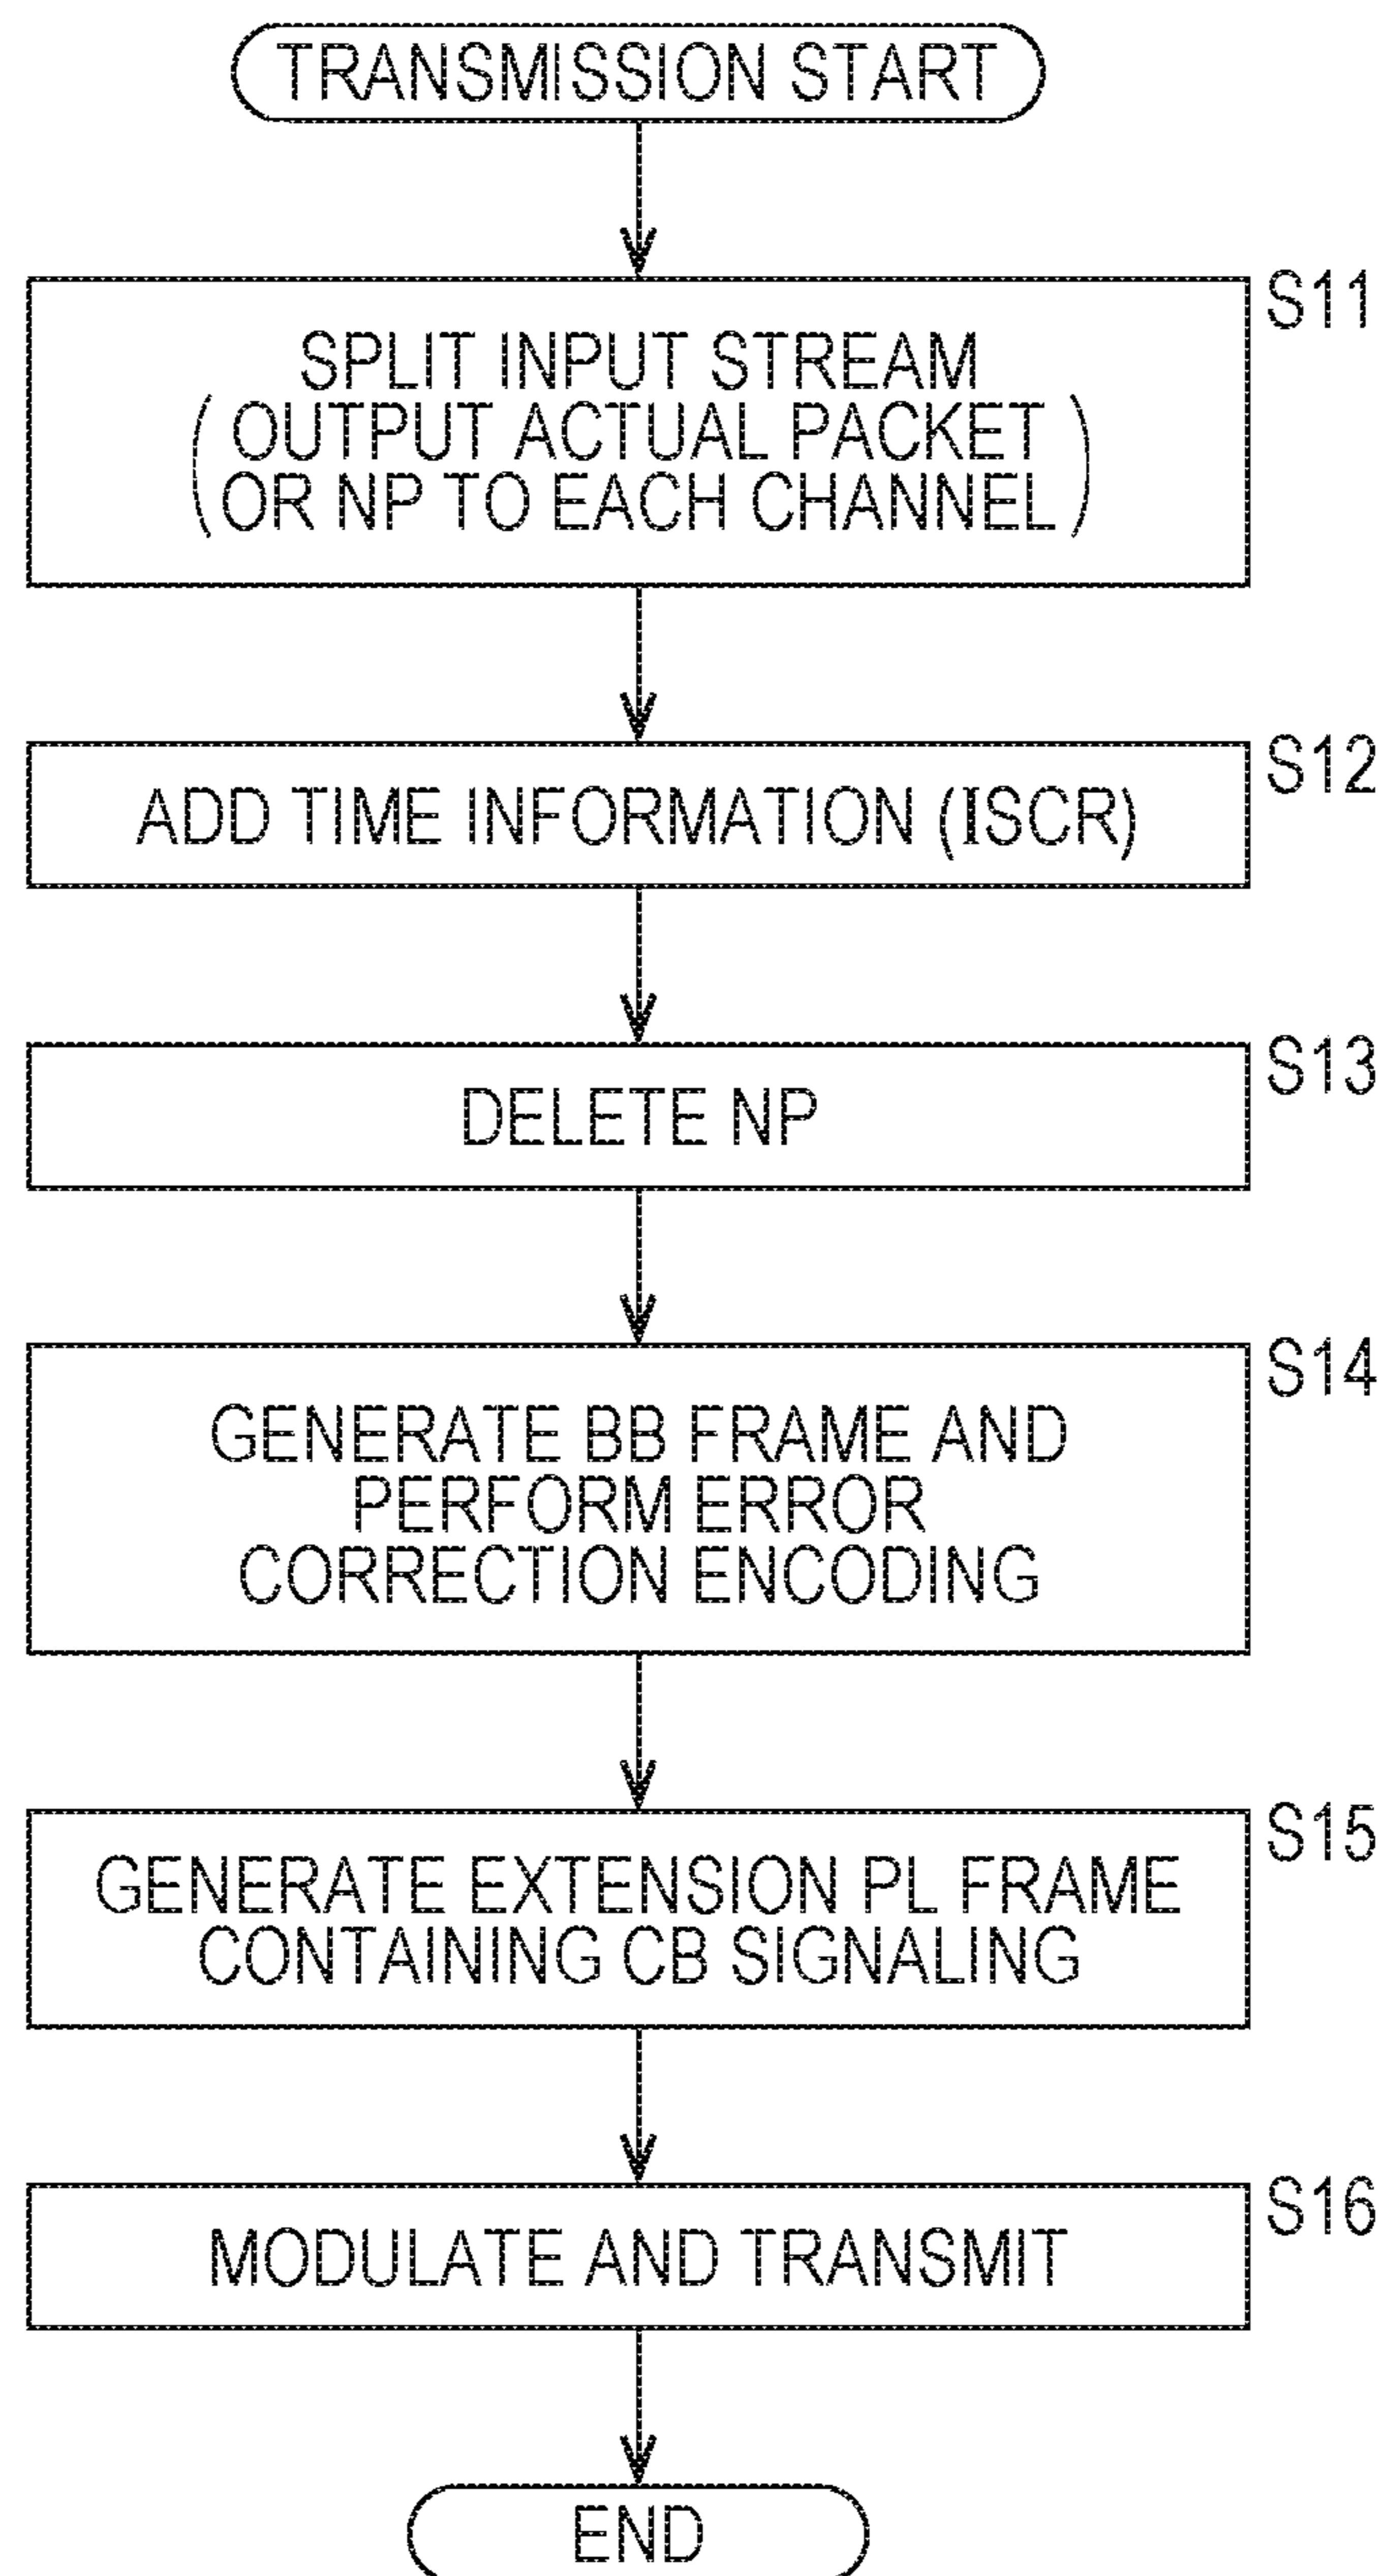 TRANSMISSION START
S11
SPLIT INPUT STREAM
(OUTPUT ACTUAL PACKET
OR NP TO EACH CHANNEL)
S12
ADD TIME INFORMATION (ISCR)
S13
DELETE NP
S14
GENERATE BB FRAME AND
PERFORM ERROR
CORRECTION ENCODING
S15
GENERATE EXTENSION PL FRAME
CONTAINING CB SIGNALING
S16
MODULATE AND TRANSMIT
END